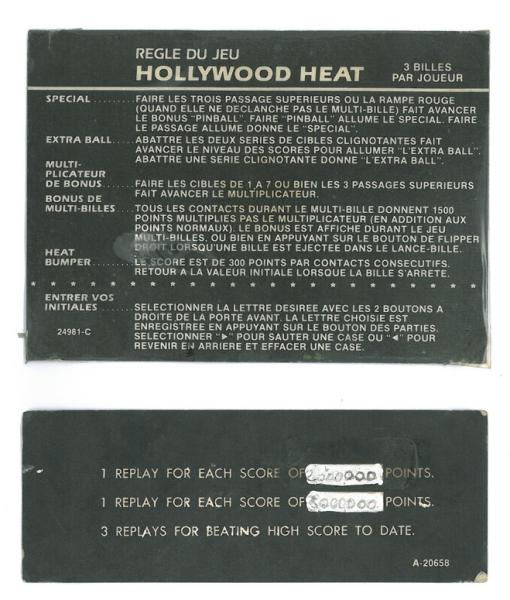 REGLE DU JEU
HOLLYWOOD HEAT
3 BILLES
PAR JOUEUR
SPECIAL.........FAIRE LES TROIS PASSAGE SUPERIEURS OU LA RAMPE ROUGE
(QUAND ELLE NE DECLANCHE PAS LE MULTI-BILLE) FAIT AVANCER
LE BONUS "PINBALL". FAIRE "PINBALL" ALLUME LE SPECIAL. FAIRE
LE PASSAGE ALLUME DONNE LE "SPECIAL".
EXTRA BALL....ABATTRE LES DEUX SERIES DE CIBLES CLIGNOTANTES FAIT
AVANCER LE NIVEAU DES SCORES POUR ALLUMER "L'EXTRA BALL".
ABATTRE UNE SERIE CLIGNOTANTE DONNE "L'EXTRA BALL".
MULTI-
PLICATEUR
DE BONUS......FAIRE LES CIBLES DE 1 A 7 OU BIEN LES 3 PASSAGES SUPERIEURS
FAIT AVANCER LE MULTIPLICATEUR.
BONUS DE
MULTI-BILLES....TOUS LES CONTACTS DURANT LE MULTI-BILLE DONNENT 1500
POINTS MULTIPLIES PAS LE MULTIPLICATEUR (EN ADDITION AUX
POINTS NORMAUX). LE BONUS EST AFFICHE DURANT LE JEU
MULTI-BILLES, OU BIEN EN APPUYANT SUR LE BOUTON DE FLIPPER
DROIT LORSQU'UNE BILLE EST EJECTEE DANS LE LANCE-BILLE.
HEAT
BUMPER........LE SCORE EST DE 300 POINTS PAR CONTACTS CONSECUTIFS.
RETOUR A LA VALEUR INITIALE LORSQUE LA BILLE S'ARRETE.
* * * * * * * * * * * * * * * * * * * * * * * *
ENTRER VOS
INITIALES ......SELECTIONNER LA LETTRE DESIREE AVEC LES 2 BOUTONS A
DROITE DE LA PORTE AVANT. LA LETTRE CHOISIE EST
ENREGISTREE EN APPUYANT SUR LE BOUTON DES PARTIES.
SELECTIONNER "►" POUR SAUTER UNE CASE OU "◄" POUR
REVENIR EN ARRIERE ET EFFACER UNE CASE.
24981-C
1 REPLAY FOR EACH SCORE OF 2000000 POINTS.
1 REPLAY FOR EACH SCORE OF 5000000 POINTS.
3 REPLAYS FOR BEATING HIGH SCORE TO DATE.
A-20658